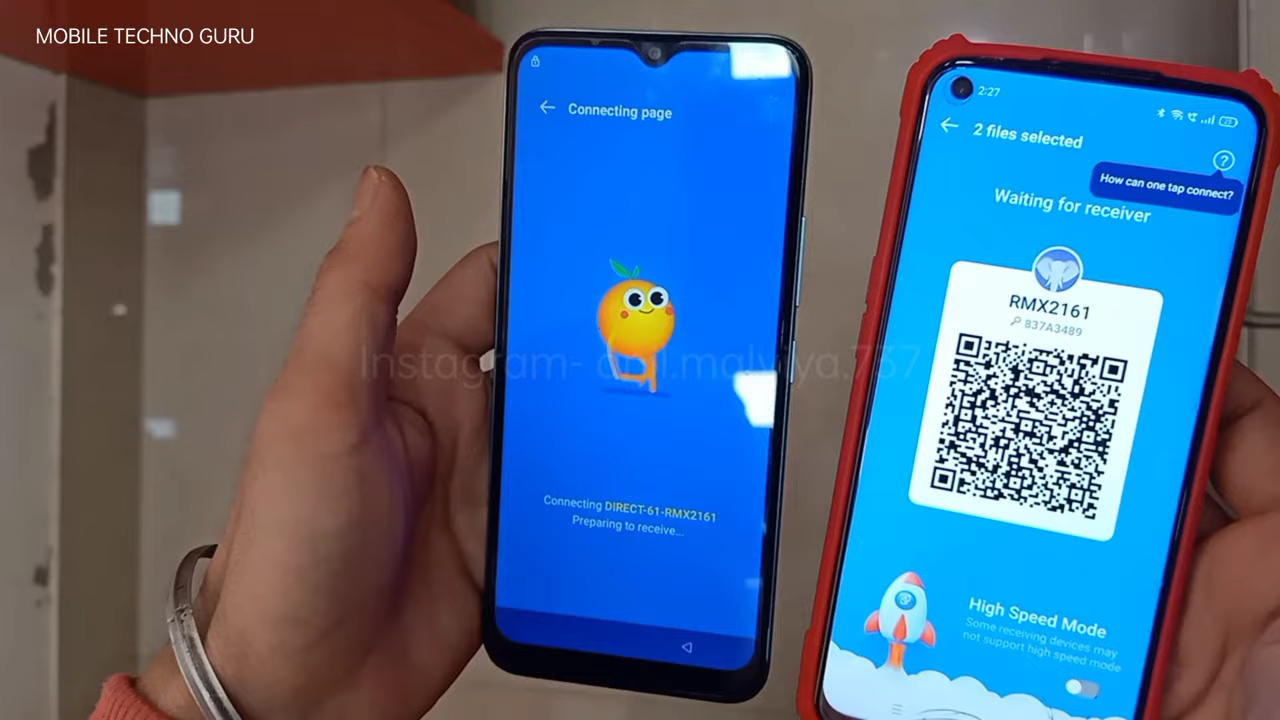 MOBILE TECHNO GURU
Connecting page
Connecting DIRECT-61-RMX2161
Preparing to receive...
2:27
2 files selected
How can one tap connect?
Waiting for receiver
RMX2161
837A3489
High Speed Mode
Some receiving devices may
not support high speed mode
Instagram-